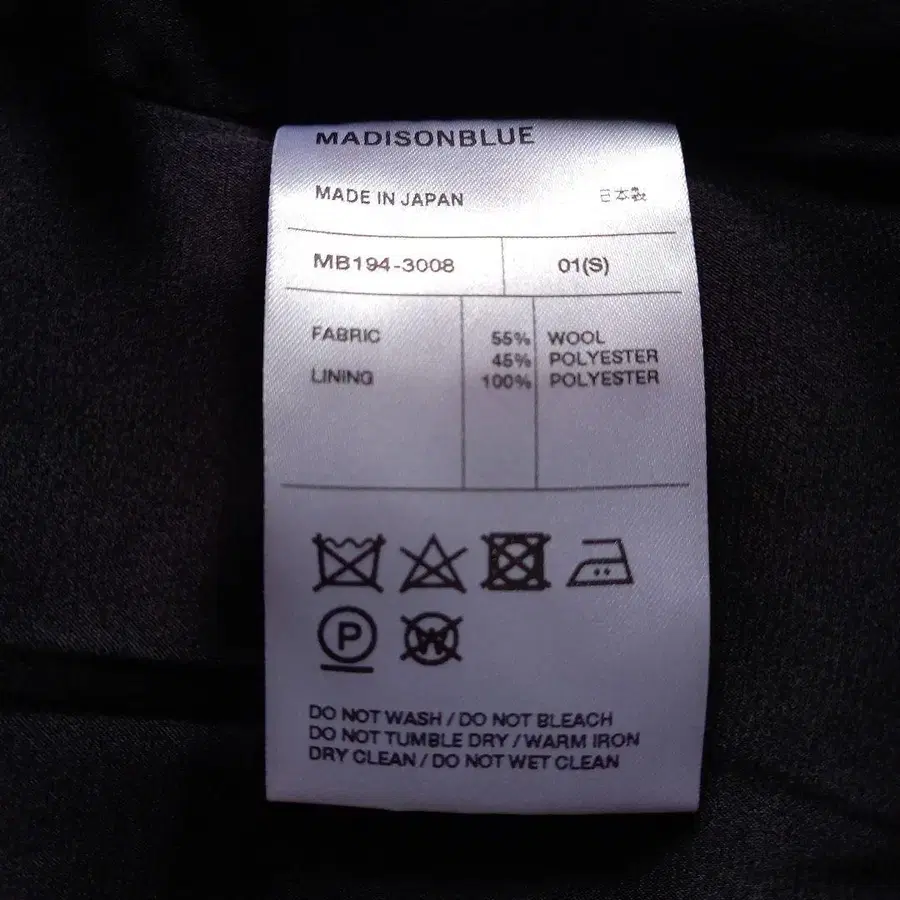 MADISONBLUE
MADE IN JAPAN 日本製
MB194-3008 01(S)
FABRIC 55% WOOL
45% POLYESTER
LINING 100% POLYESTER
P
W
DO NOT WASH / DO NOT BLEACH
DO NOT TUMBLE DRY / WARM IRON
DRY CLEAN / DO NOT WET CLEAN